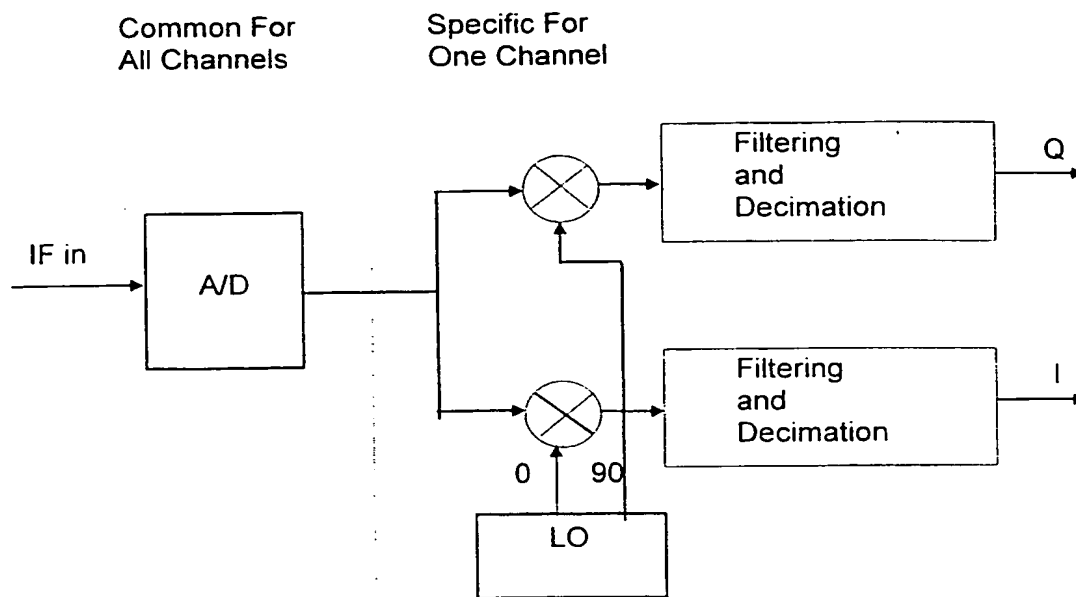 Common For
All Channels
Specific For
One Channel
Filtering
and
Decimation
Q
IF in
A/D
Filtering
and
Decimation
I
0
90
LO